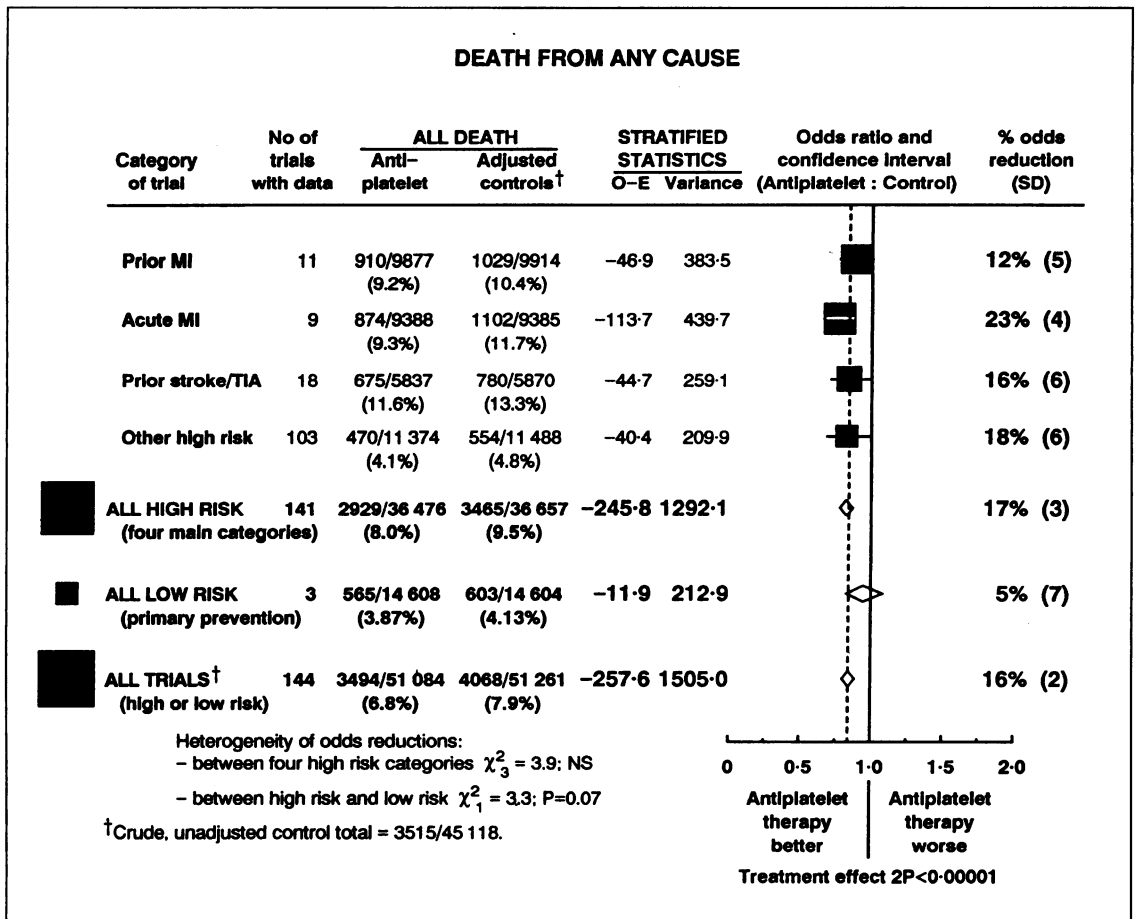 DEATH FROM ANY CAUSE
Category of trial No of trials with data ALL DEATH Anti-platelet Adjusted controls† STRATIFIED STATISTICS O-E Variance Odds ratio and confidence interval (Antiplatelet : Control) % odds reduction (SD)
Prior MI 11 910/9877 1029/9914 -46·9 383·5 12% (5)
(9.2%) (10.4%)
Acute MI 9 874/9388 1102/9385 -113·7 439·7 23% (4)
(9.3%) (11.7%)
Prior stroke/TIA 18 675/5837 780/5870 -44·7 259·1 16% (6)
(11.6%) (13.3%)
Other high risk 103 470/11 374 554/11 488 -40·4 209·9 18% (6)
(4.1%) (4.8%)
ALL HIGH RISK 141 2929/36 476 3465/36 657 -245·8 1292·1 17% (3)
(four main categories) (8.0%) (9.5%)
ALL LOW RISK 3 565/14 608 603/14 604 -11·9 212·9 5% (7)
(primary prevention) (3.87%) (4.13%)
ALL TRIALS† 144 3494/51 084 4068/51 261 -257·6 1505·0 16% (2)
(high or low risk) (6.8%) (7.9%)
Heterogeneity of odds reductions:
– between four high risk categories χ²₃ = 3.9; NS
– between high risk and low risk χ²₁ = 3.3; P=0.07
†Crude, unadjusted control total = 3515/45 118.
0 0·5 1·0 1·5 2·0
Antiplatelet therapy better Antiplatelet therapy worse
Treatment effect 2P<0·00001